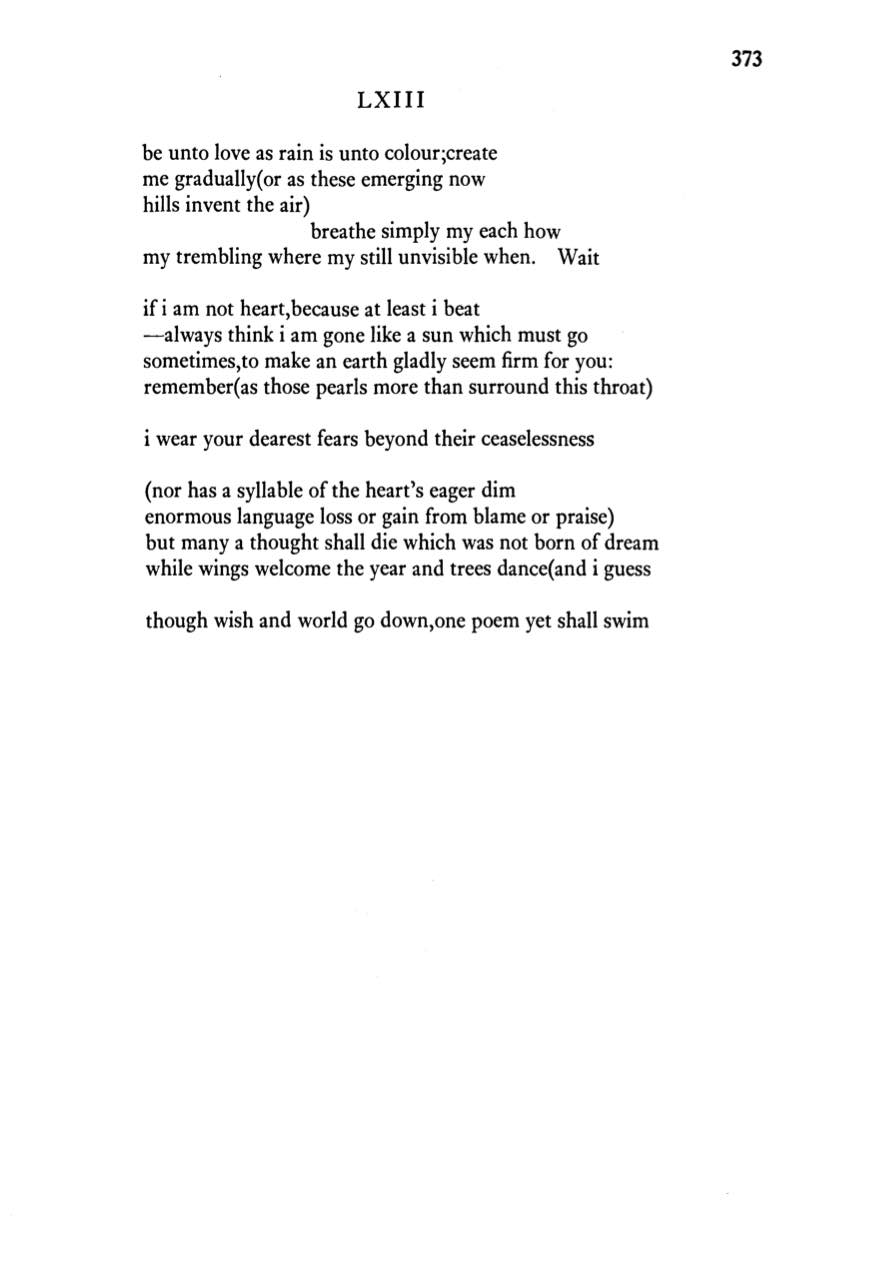 373
LXIII
be unto love as rain is unto colour;create
me gradually(or as these emerging now
hills invent the air)
breathe simply my each how
my trembling where my still unvisible when. Wait
if i am not heart,because at least i beat
—always think i am gone like a sun which must go
sometimes,to make an earth gladly seem firm for you:
remember(as those pearls more than surround this throat)
i wear your dearest fears beyond their ceaselessness
(nor has a syllable of the heart’s eager dim
enormous language loss or gain from blame or praise)
but many a thought shall die which was not born of dream
while wings welcome the year and trees dance(and i guess
though wish and world go down,one poem yet shall swim